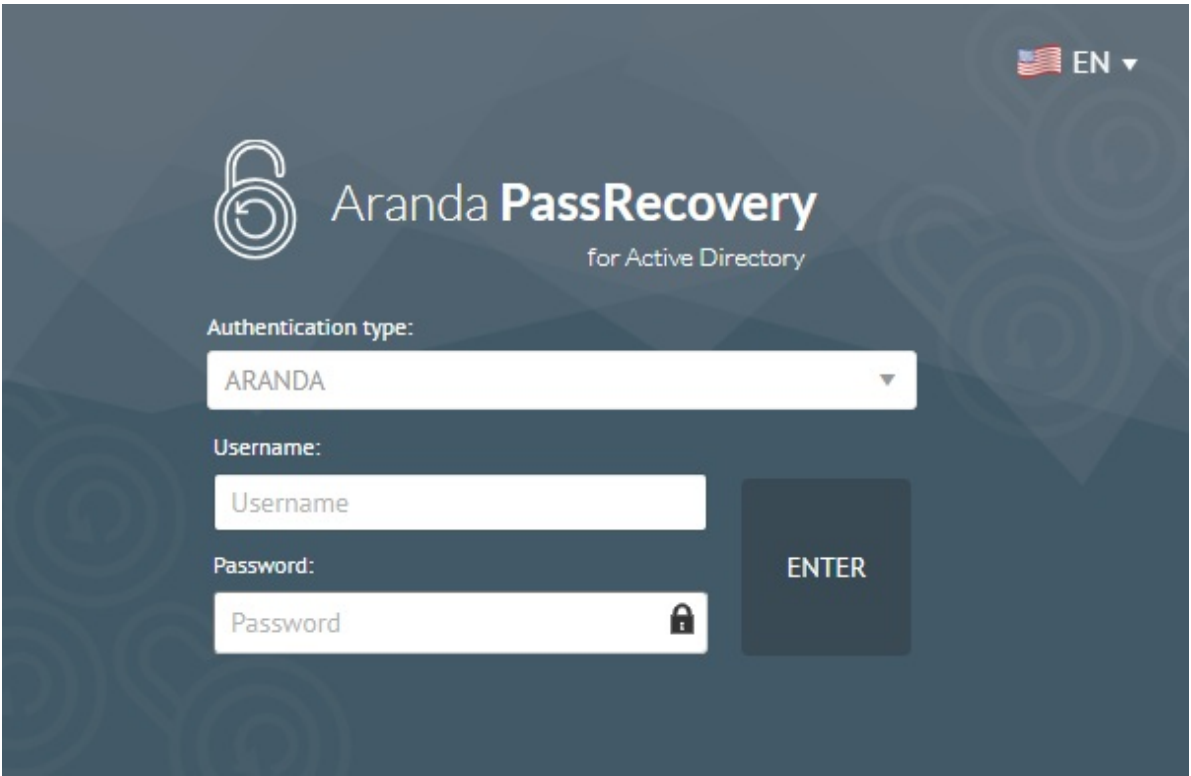 EN
Aranda PassRecovery
for Active Directory
Authentication type:
ARANDA
Username:
Username
Password:
Password
ENTER